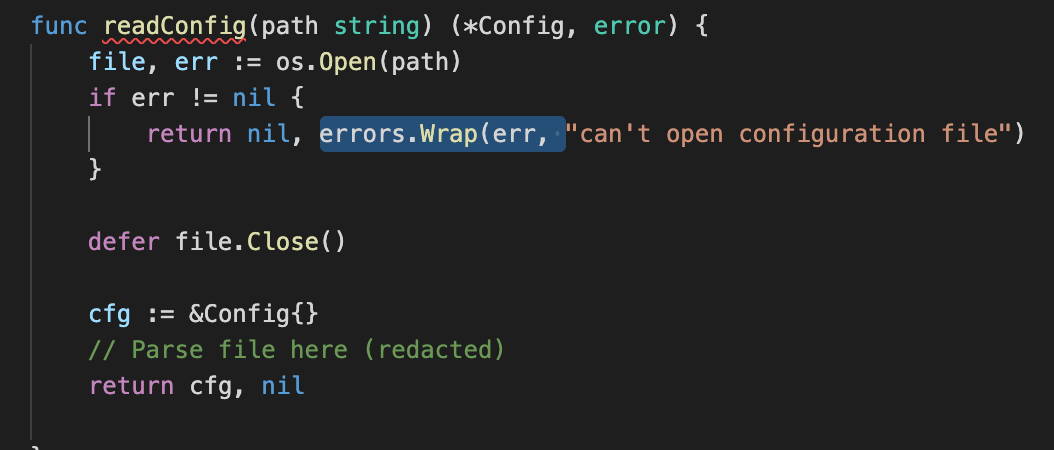 func readConfig(path string) (*Config, error) {
    file, err := os.Open(path)
    if err != nil {
        return nil, errors.Wrap(err, "can't open configuration file")
    }

    defer file.Close()

    cfg := &Config{}
    // Parse file here (redacted)
    return cfg, nil